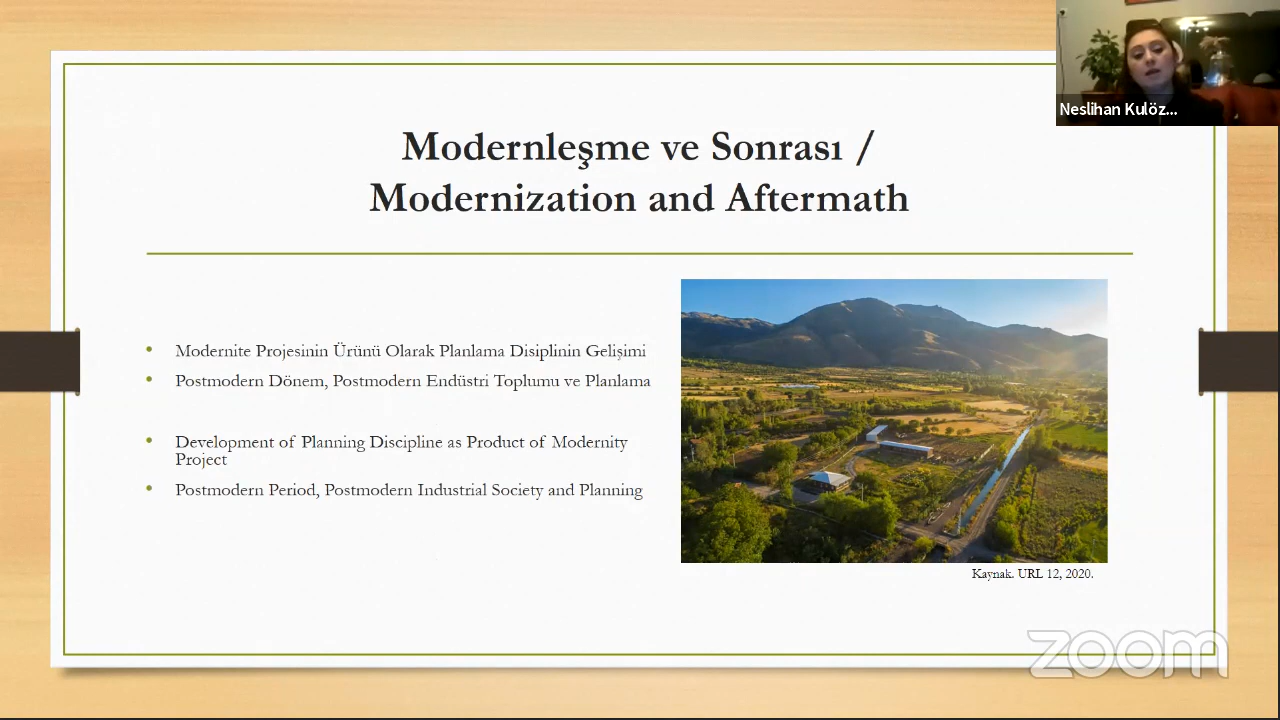 Neslihan Kulöz...
Modernleşme ve Sonrası /
Modernization and Aftermath
• Modernite Projesinin Ürünü Olarak Planlama Disiplinin Gelişimi
• Postmodern Dönem, Postmodern Endüstri Toplumu ve Planlama
• Development of Planning Discipline as Product of Modernity
Project
• Postmodern Period, Postmodern Industrial Society and Planning
Kaynak. URL 12, 2020.
zoom